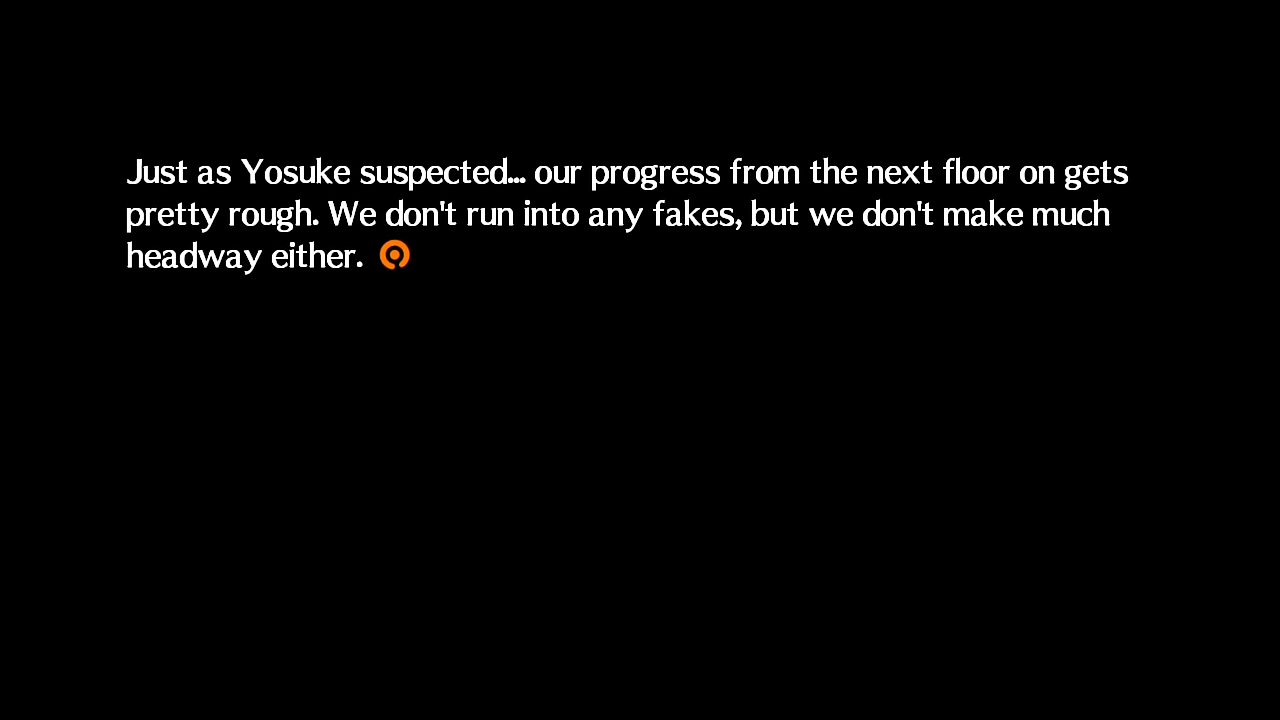 Just as Yosuke suspected... our progress from the next floor on gets
pretty rough. We don't run into any fakes, but we don't make much
headway either.